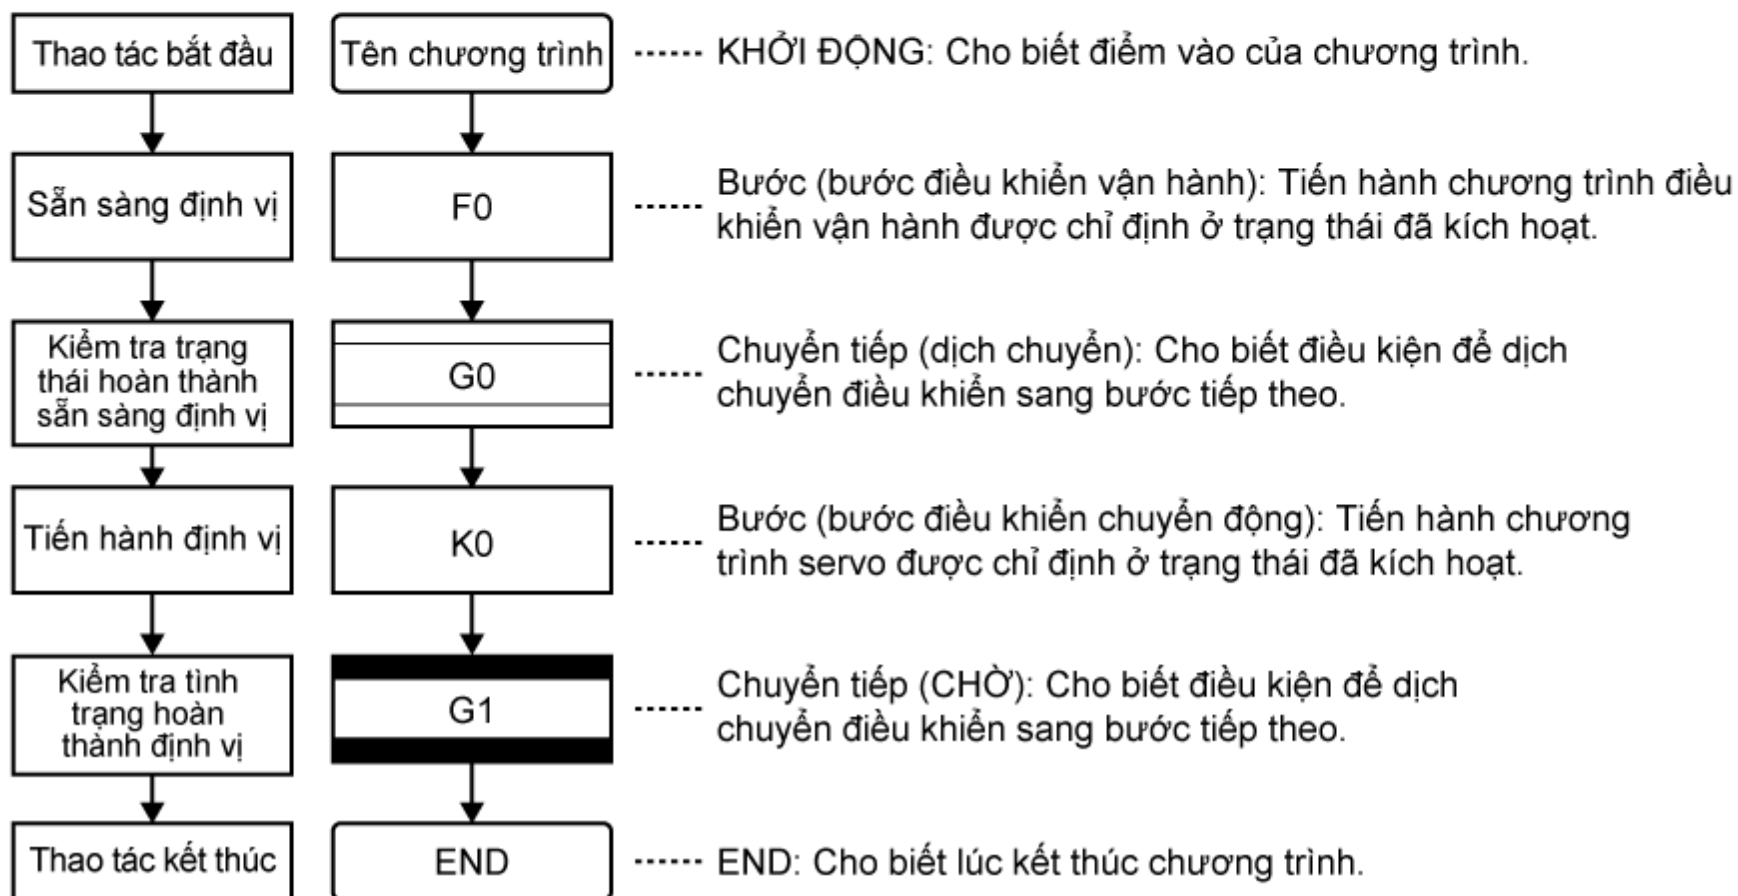 Thao tác bắt đầu
Tên chương trình
KHỞI ĐỘNG: Cho biết điểm vào của chương trình.
Sẵn sàng định vị
F0
Bước (bước điều khiển vận hành): Tiến hành chương trình điều
khiển vận hành được chỉ định ở trạng thái đã kích hoạt.
Kiểm tra trạng
thái hoàn thành
sẵn sàng định vị
G0
Chuyển tiếp (dịch chuyển): Cho biết điều kiện để dịch
chuyển điều khiển sang bước tiếp theo.
Tiến hành định vị
K0
Bước (bước điều khiển chuyển động): Tiến hành chương
trình servo được chỉ định ở trạng thái đã kích hoạt.
Kiểm tra tình
trạng hoàn
thành định vị
G1
Chuyển tiếp (CHỜ): Cho biết điều kiện để dịch
chuyển điều khiển sang bước tiếp theo.
Thao tác kết thúc
END
END: Cho biết lúc kết thúc chương trình.